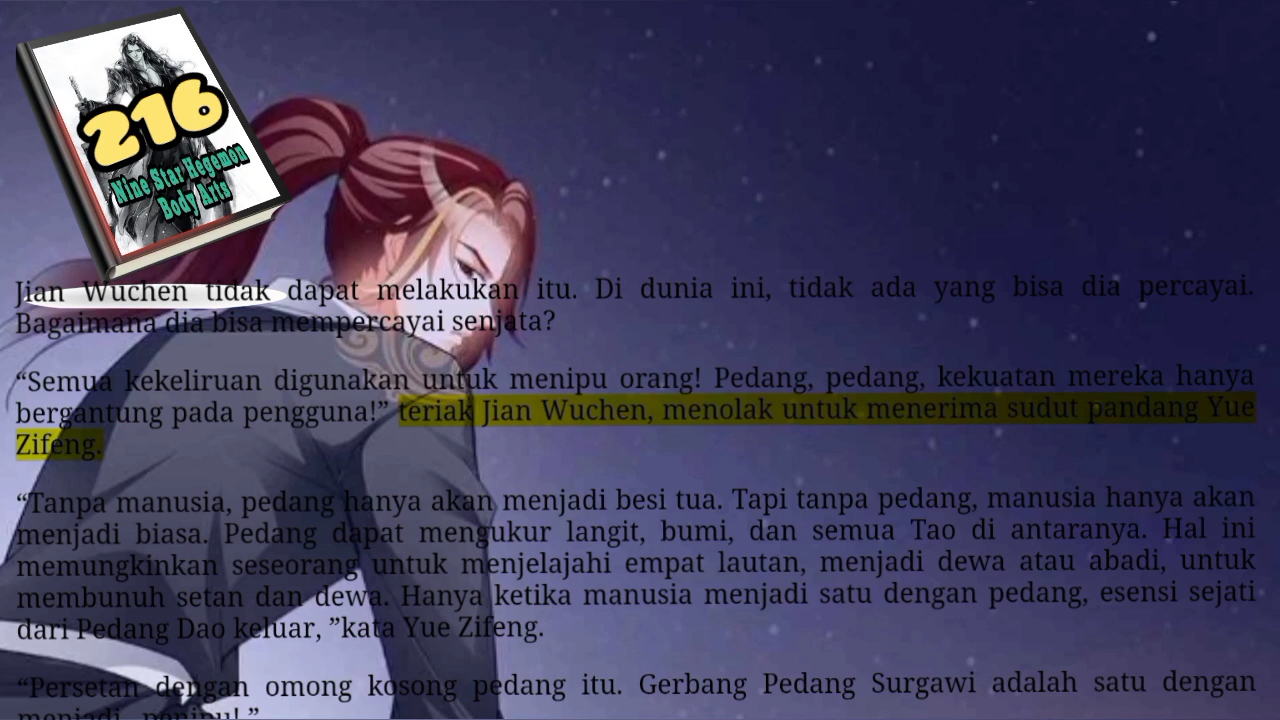 216
Nine Star Hegemon
Body Arts
Jian Wuchen tidak dapat melakukan itu. Di dunia ini, tidak ada yang bisa dia percayai.
Bagaimana dia bisa mempercayai senjata?
“Semua kekeliruan digunakan untuk menipu orang! Pedang, pedang, kekuatan mereka hanya
bergantung pada pengguna!” teriak Jian Wuchen, menolak untuk menerima sudut pandang Yue
Zifeng.
“Tanpa manusia, pedang hanya akan menjadi besi tua. Tapi tanpa pedang, manusia hanya akan
menjadi biasa. Pedang dapat mengukur langit, bumi, dan semua Tao di antaranya. Hal ini
memungkinkan seseorang untuk menjelajahi empat lautan, menjadi dewa atau abadi, untuk
membunuh setan dan dewa. Hanya ketika manusia menjadi satu dengan pedang, esensi sejati
dari Pedang Dao keluar, ”kata Yue Zifeng.
“Persetan dengan omong kosong pedang itu. Gerbang Pedang Surgawi adalah satu dengan
menjadi penipu! ”